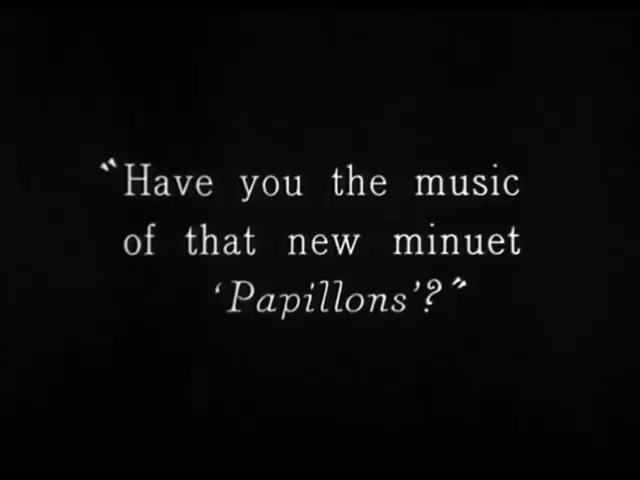 “Have you the music
of that new minuet
‘Papillons’?”